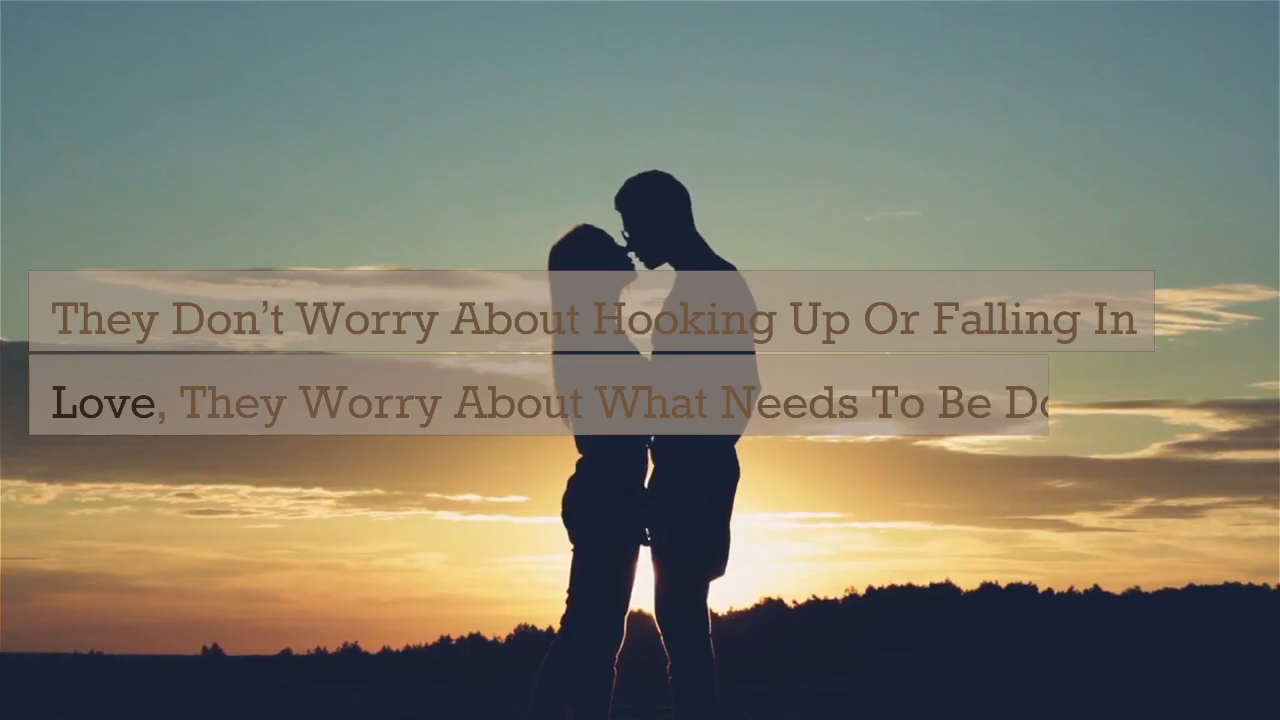 They Don’t Worry About Hooking Up Or Falling In
Love, They Worry About What Needs To Be